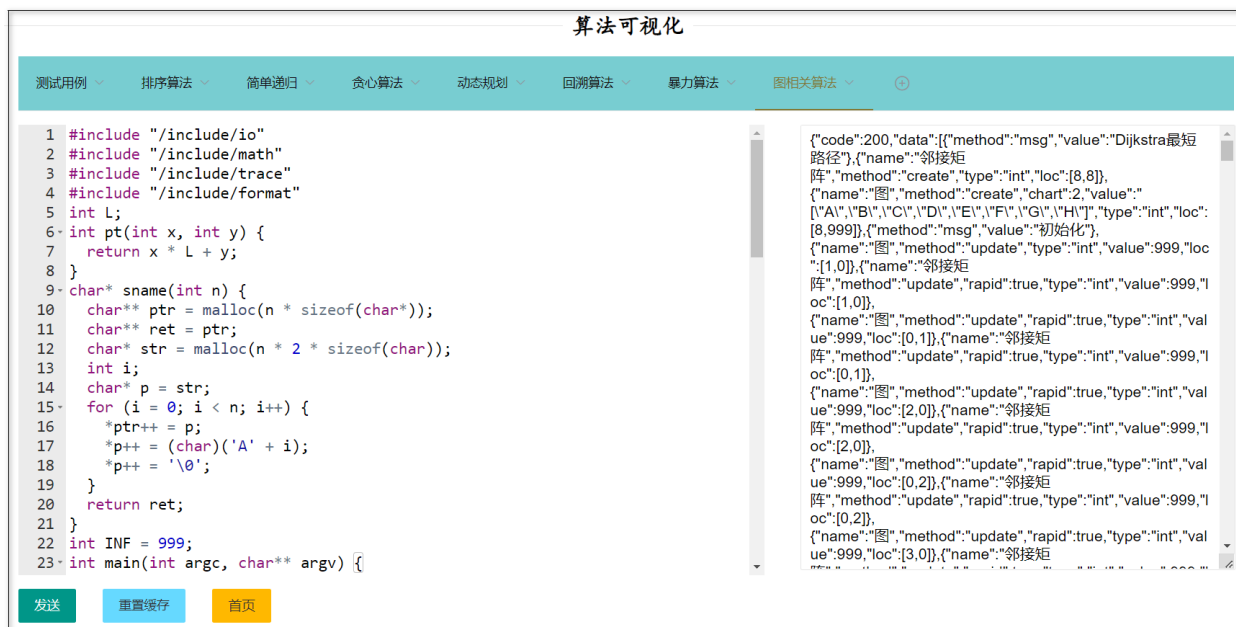 算法可视化
测试用例 排序算法 简单递归 贪心算法 动态规划 回溯算法 暴力算法 图相关算法
1 #include "/include/io"
2 #include "/include/math"
3 #include "/include/trace"
4 #include "/include/format"
5 int L;
6 int pt(int x, int y) {
7   return x * L + y;
8 }
9 char* sname(int n) {
10   char** ptr = malloc(n * sizeof(char*));
11   char** ret = ptr;
12   char* str = malloc(n * 2 * sizeof(char));
13   int i;
14   char* p = str;
15   for (i = 0; i < n; i++) {
16     *ptr++ = p;
17     *p++ = (char)('A' + i);
18     *p++ = '\0';
19   }
20   return ret;
21 }
22 int INF = 999;
23 int main(int argc, char** argv) {
{"code":200,"data":[{"method":"msg","value":"Dijkstra最短
路径"},{"name":"邻接矩
阵","method":"create","type":"int","loc":[8,8]},
{"name":"图","method":"create","chart":2,"value":"
[\"A\",\"B\",\"C\",\"D\",\"E\",\"F\",\"G\",\"H\"]","type":"int","loc":
[8,999]},{"method":"msg","value":"初始化"},
{"name":"图","method":"update","type":"int","value":999,"loc
":[1,0]},{"name":"邻接矩
阵","method":"update","rapid":true,"type":"int","value":999,"l
oc":[1,0]},
{"name":"图","method":"update","rapid":true,"type":"int","val
ue":999,"loc":[0,1]},{"name":"邻接矩
阵","method":"update","rapid":true,"type":"int","value":999,"l
oc":[0,1]},
{"name":"图","method":"update","rapid":true,"type":"int","val
ue":999,"loc":[2,0]},{"name":"邻接矩
阵","method":"update","rapid":true,"type":"int","value":999,"l
oc":[2,0]},
{"name":"图","method":"update","rapid":true,"type":"int","val
ue":999,"loc":[0,2]},{"name":"邻接矩
阵","method":"update","rapid":true,"type":"int","value":999,"l
oc":[0,2]},
{"name":"图","method":"update","rapid":true,"type":"int","val
ue":999,"loc":[3,0]},{"name":"邻接矩
发送 重置缓存 首页